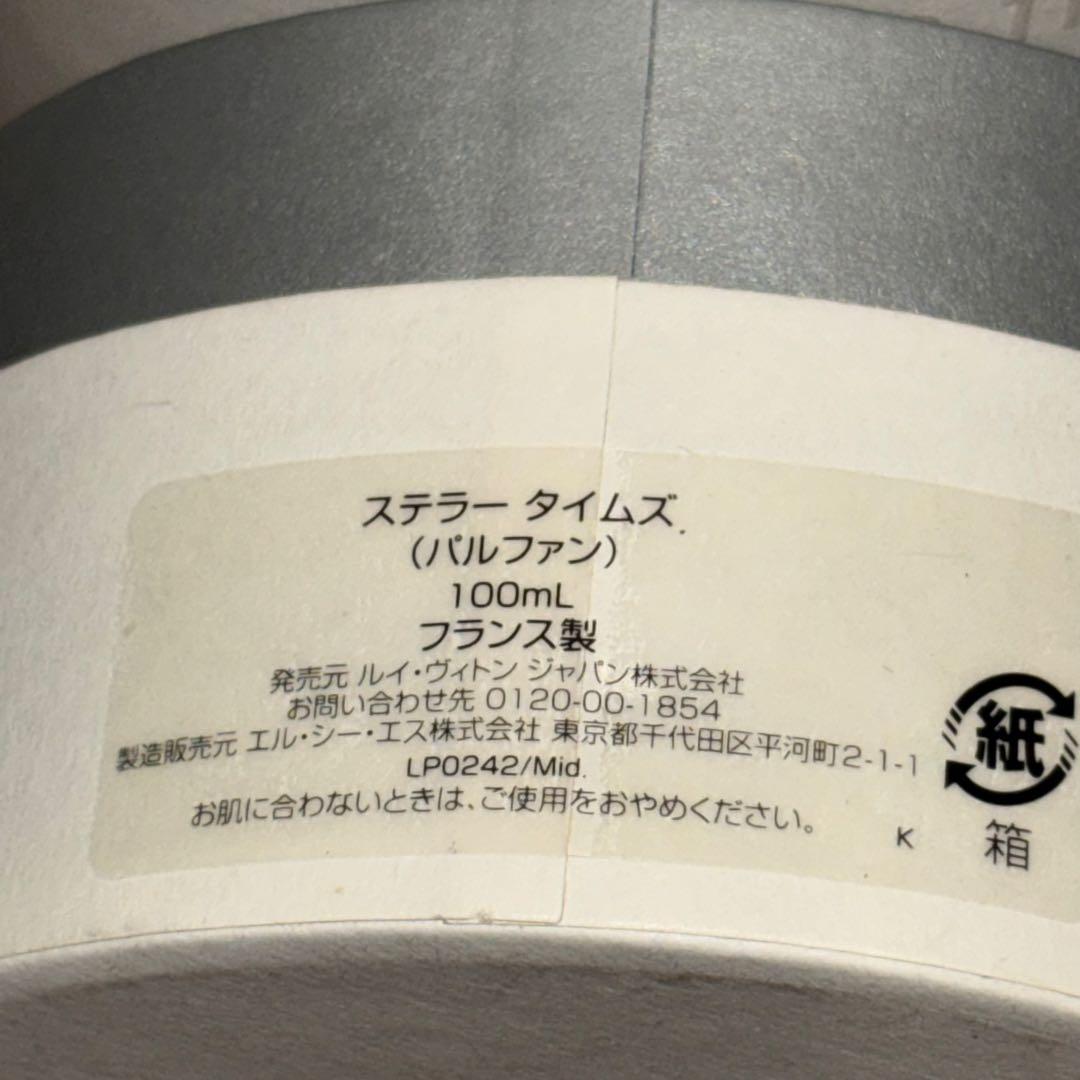 ステラー タイムズ
(パルファン)
100mL
フランス製
発売元 ルイ・ヴィトン ジャパン株式会社
お問い合わせ先 0120-00-1854
製造販売元 エル・シー・エス株式会社 東京都千代田区平河町2-1-1
LP0242/Mid.
お肌に合わないときは、ご使用をおやめください。
K
紙
箱